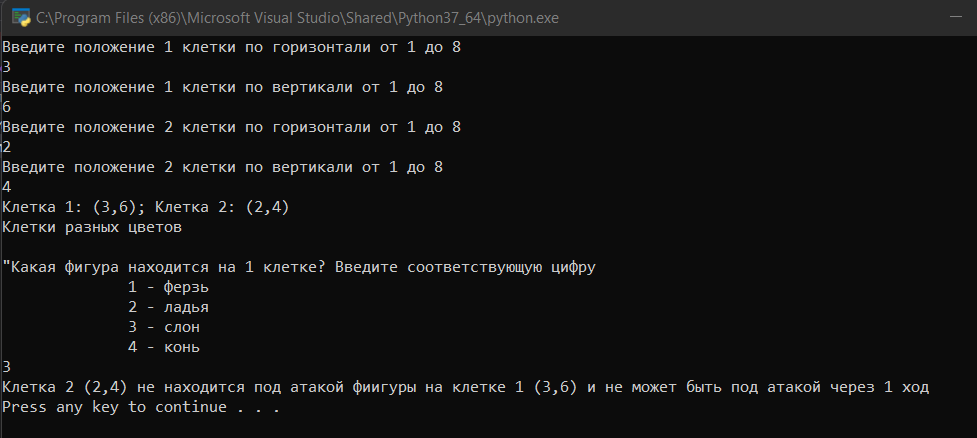 C:\Program Files (x86)\Microsoft Visual Studio\Shared\Python37_64\python.exe
Введите положение 1 клетки по горизонтали от 1 до 8
3
Введите положение 1 клетки по вертикали от 1 до 8
6
Введите положение 2 клетки по горизонтали от 1 до 8
2
Введите положение 2 клетки по вертикали от 1 до 8
4
Клетка 1: (3,6); Клетка 2: (2,4)
Клетки разных цветов
"Какая фигура находится на 1 клетке? Введите соответствующую цифру
1 - ферзь
2 - ладья
3 - слон
4 - конь
3
Клетка 2 (2,4) не находится под атакой фиигуры на клетке 1 (3,6) и не может быть под атакой через 1 ход
Press any key to continue . . .